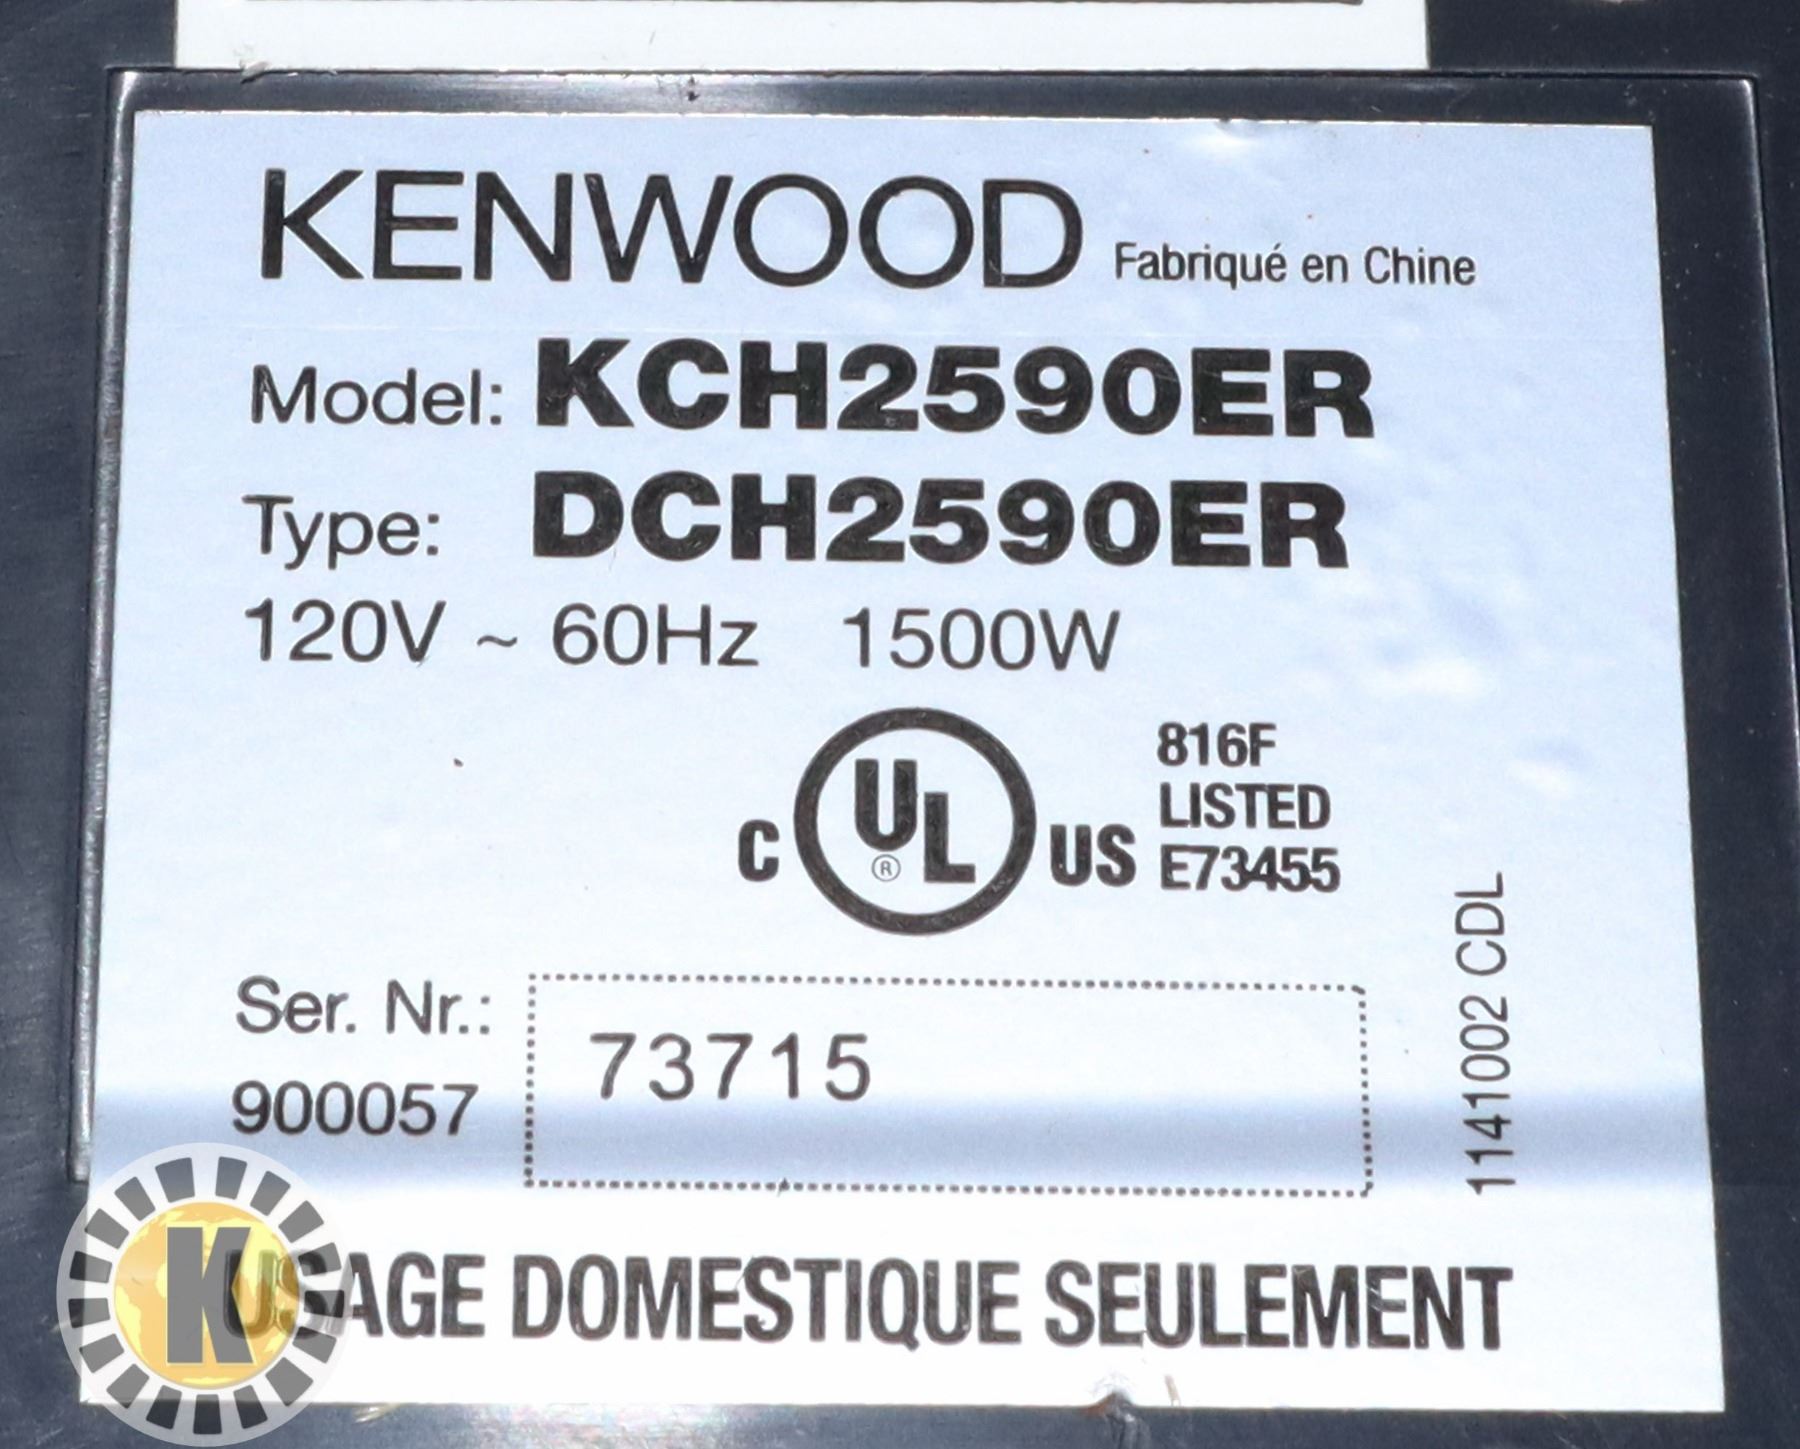 KENWOOD Fabriqué en Chine
Model: KCH2590ER
Type: DCH2590ER
120V ~ 60Hz 1500W
C UL ® US
816F
LISTED
E73455
Ser. Nr.:
900057
73715
1141002 CDL
USAGE DOMESTIQUE SEULEMENT
K